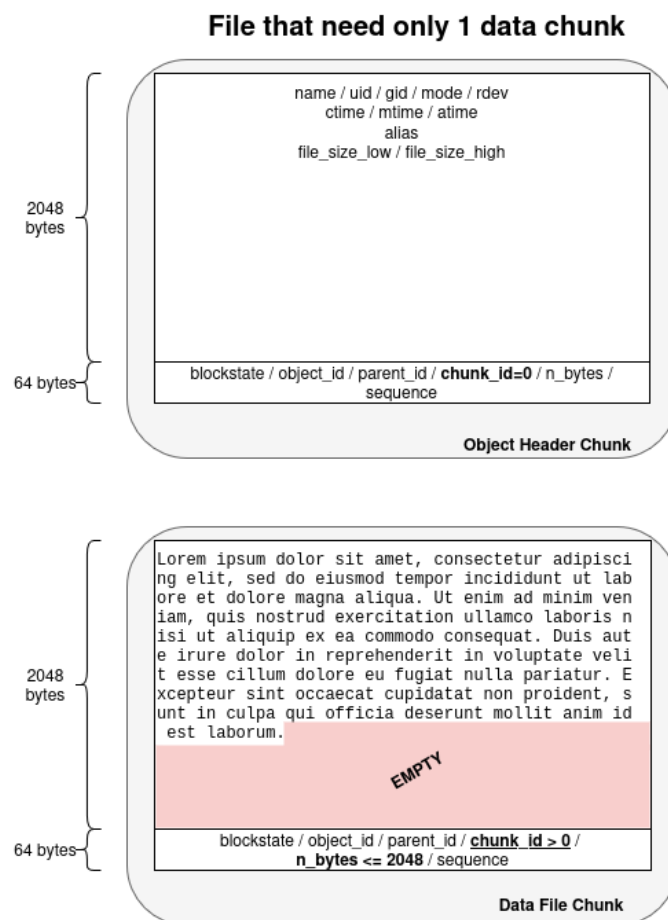 File that need only 1 data chunk
name / uid / gid / mode / rdev
ctime / mtime / atime
alias
file_size_low / file_size_high
2048
bytes
64 bytes
blockstate / object_id / parent_id / chunk_id=0 / n_bytes /
sequence
Object Header Chunk
Lorem ipsum dolor sit amet, consectetur adipisci
ng elit, sed do eiusmod tempor incididunt ut lab
ore et dolore magna aliqua. Ut enim ad minim ven
iam, quis nostrud exercitation ullamco laboris n
isi ut aliquip ex ea commodo consequat. Duis aut
e irure dolor in reprehenderit in voluptate veli
t esse cillum dolore eu fugiat nulla pariatur. E
xcepteur sint occaecat cupidatat non proident, s
unt in culpa qui officia deserunt mollit anim id
est laborum.
2048
bytes
EMPTY
64 bytes
blockstate / object_id / parent_id / chunk_id > 0 /
n_bytes <= 2048 / sequence
Data File Chunk